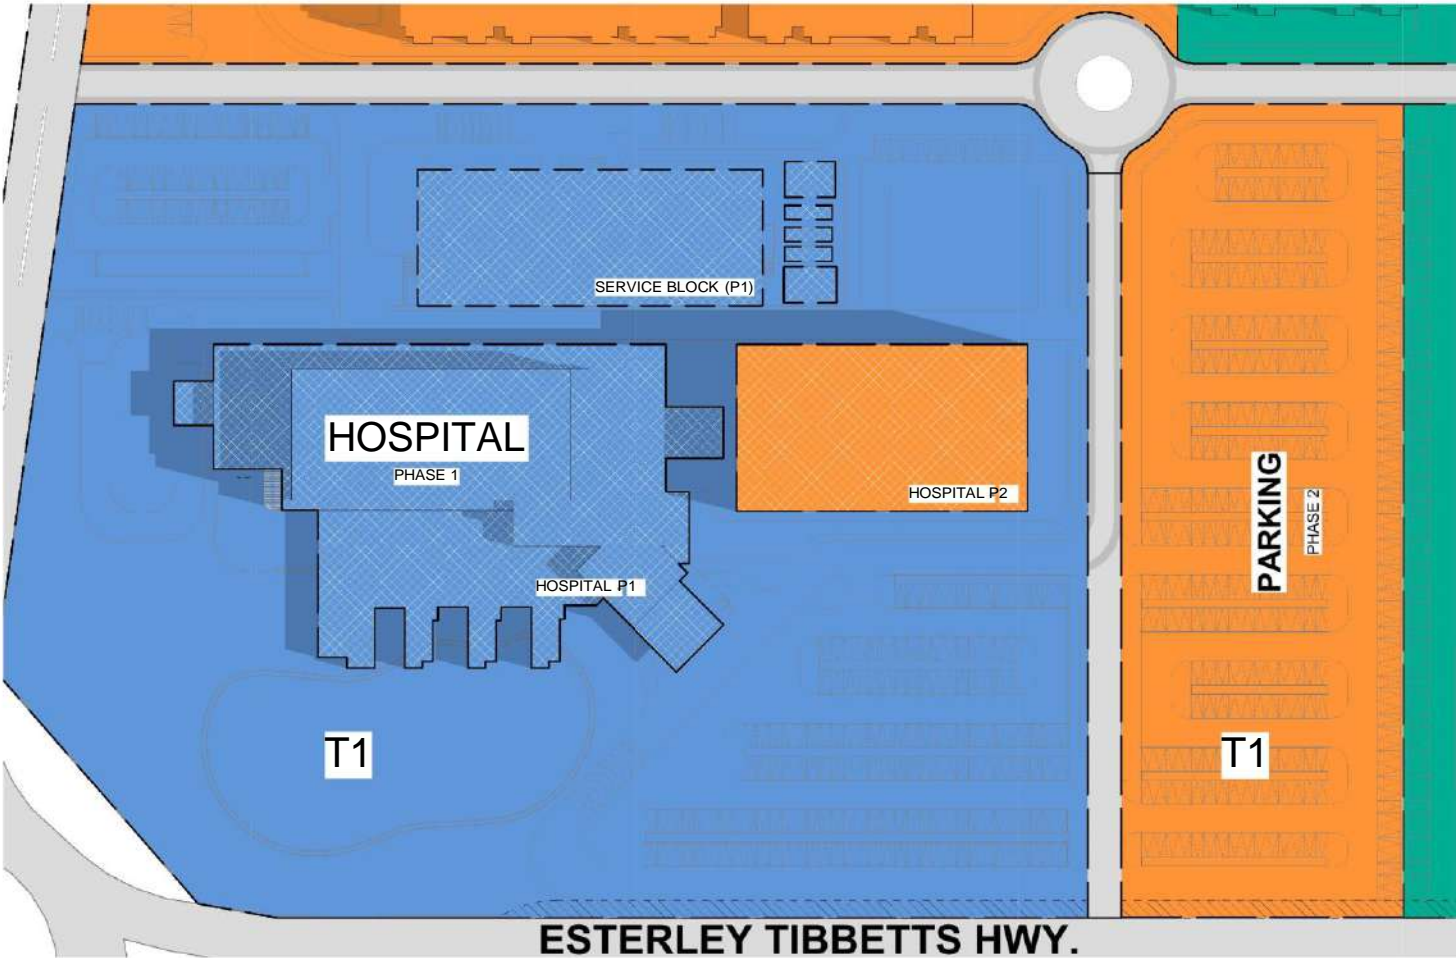 SERVICE BLOCK (P1)
HOSPITAL
PHASE 1
HOSPITAL P2
HOSPITAL P1
PARKING
PHASE 2
T1
T1
ESTERLEY TIBBETTS HWY.